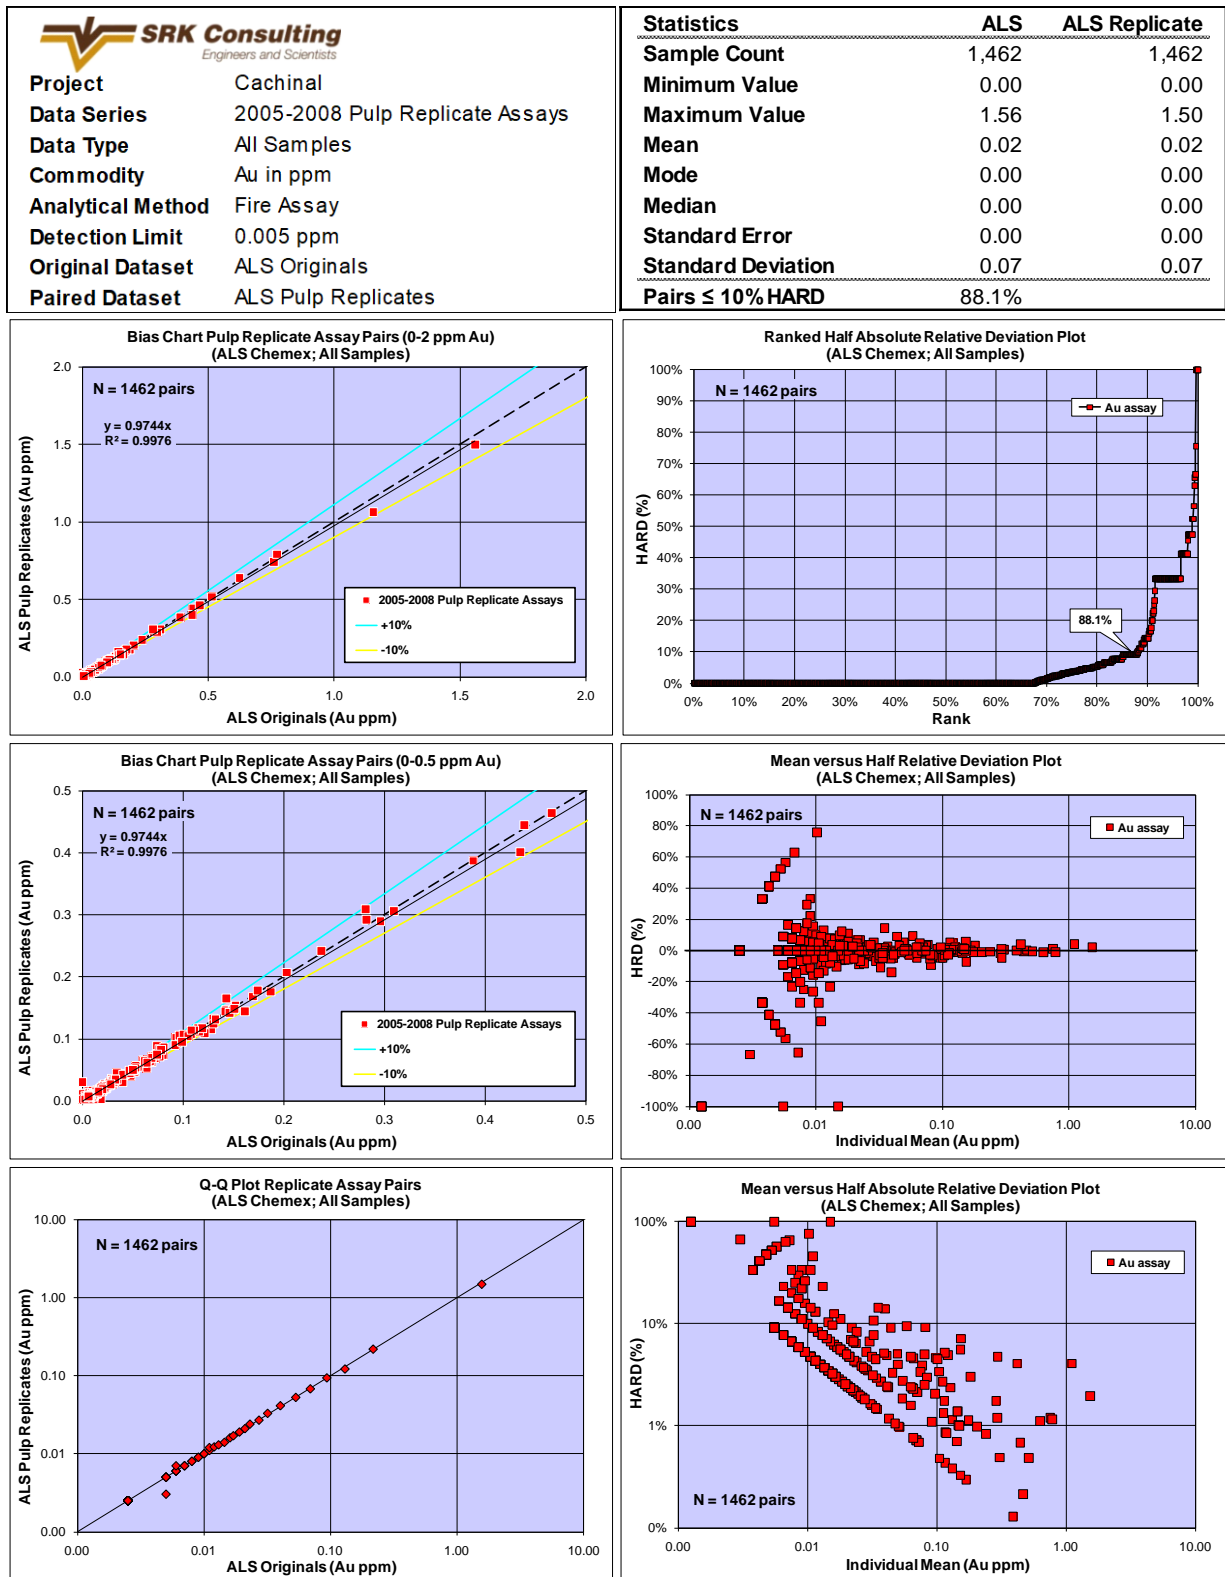 SRK Consulting
Engineers and Scientists
Project Cachinal
Data Series 2005-2008 Pulp Replicate Assays
Data Type All Samples
Commodity Au in ppm
Analytical Method Fire Assay
Detection Limit 0.005 ppm
Original Dataset ALS Originals
Paired Dataset ALS Pulp Replicates
Statistics ALS ALS Replicate
Sample Count 1,462 1,462
Minimum Value 0.00 0.00
Maximum Value 1.56 1.50
Mean 0.02 0.02
Mode 0.00 0.00
Median 0.00 0.00
Standard Error 0.00 0.00
Standard Deviation 0.07 0.07
Pairs ≤ 10% HARD 88.1%
Bias Chart Pulp Replicate Assay Pairs (0-2 ppm Au)
(ALS Chemex; All Samples)
N = 1462 pairs
y = 0.9744x
R² = 0.9976
2.0
1.5
1.0
0.5
0.0
ALS Pulp Replicates (Au ppm)
2005-2008 Pulp Replicate Assays
+10%
-10%
0.0 0.5 1.0 1.5 2.0
ALS Originals (Au ppm)
Ranked Half Absolute Relative Deviation Plot
(ALS Chemex; All Samples)
N = 1462 pairs
Au assay
88.1%
100%
90%
80%
70%
60%
50%
40%
30%
20%
10%
0%
HARD (%)
0% 10% 20% 30% 40% 50% 60% 70% 80% 90% 100%
Rank
Bias Chart Pulp Replicate Assay Pairs (0-0.5 ppm Au)
(ALS Chemex; All Samples)
N = 1462 pairs
y = 0.9744x
R² = 0.9976
0.5
0.4
0.3
0.2
0.1
0.0
ALS Pulp Replicates (Au ppm)
2005-2008 Pulp Replicate Assays
+10%
-10%
0.0 0.1 0.2 0.3 0.4 0.5
ALS Originals (Au ppm)
Mean versus Half Relative Deviation Plot
(ALS Chemex; All Samples)
N = 1462 pairs
Au assay
100%
80%
60%
40%
20%
0%
-20%
-40%
-60%
-80%
-100%
HRD (%)
0.00 0.01 0.10 1.00 10.00
Individual Mean (Au ppm)
Q-Q Plot Replicate Assay Pairs
(ALS Chemex; All Samples)
N = 1462 pairs
10.00
1.00
0.10
0.01
0.00
ALS Pulp Replicates (Au ppm)
0.00 0.01 0.10 1.00 10.00
ALS Originals (Au ppm)
Mean versus Half Absolute Relative Deviation Plot
(ALS Chemex; All Samples)
Au assay
N = 1462 pairs
100%
10%
1%
0%
HARD (%)
0.00 0.01 0.10 1.00 10.00
Individual Mean (Au ppm)